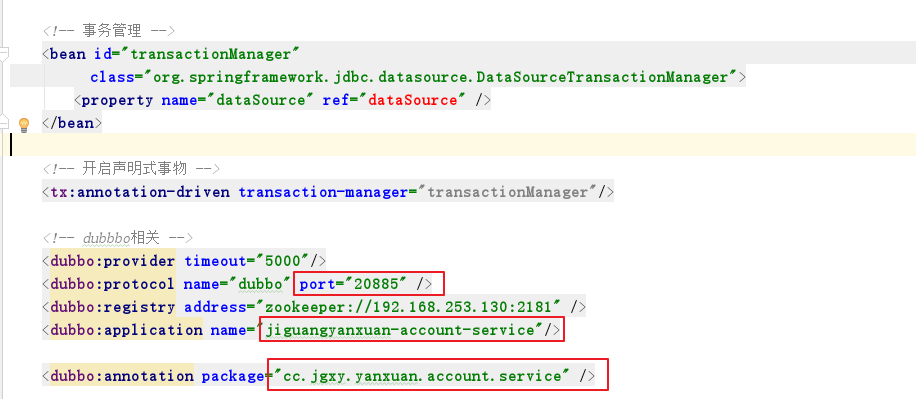 <!-- 事务管理 -->
<bean id="transactionManager"
class="org.springframework.jdbc.datasource.DataSourceTransactionManager">
<property name="dataSource" ref="dataSource" />
</bean>
<!-- 开启声明式事物 -->
<tx:annotation-driven transaction-manager="transactionManager"/>
<!-- dubbbo相关 -->
<dubbo:provider timeout="5000"/>
<dubbo:protocol name="dubbo" port="20885" />
<dubbo:registry address="zookeeper://192.168.253.130:2181" />
<dubbo:application name="jiguangyanxuan-account-service"/>
<dubbo:annotation package="cc.jgxy.yanxuan.account.service" />